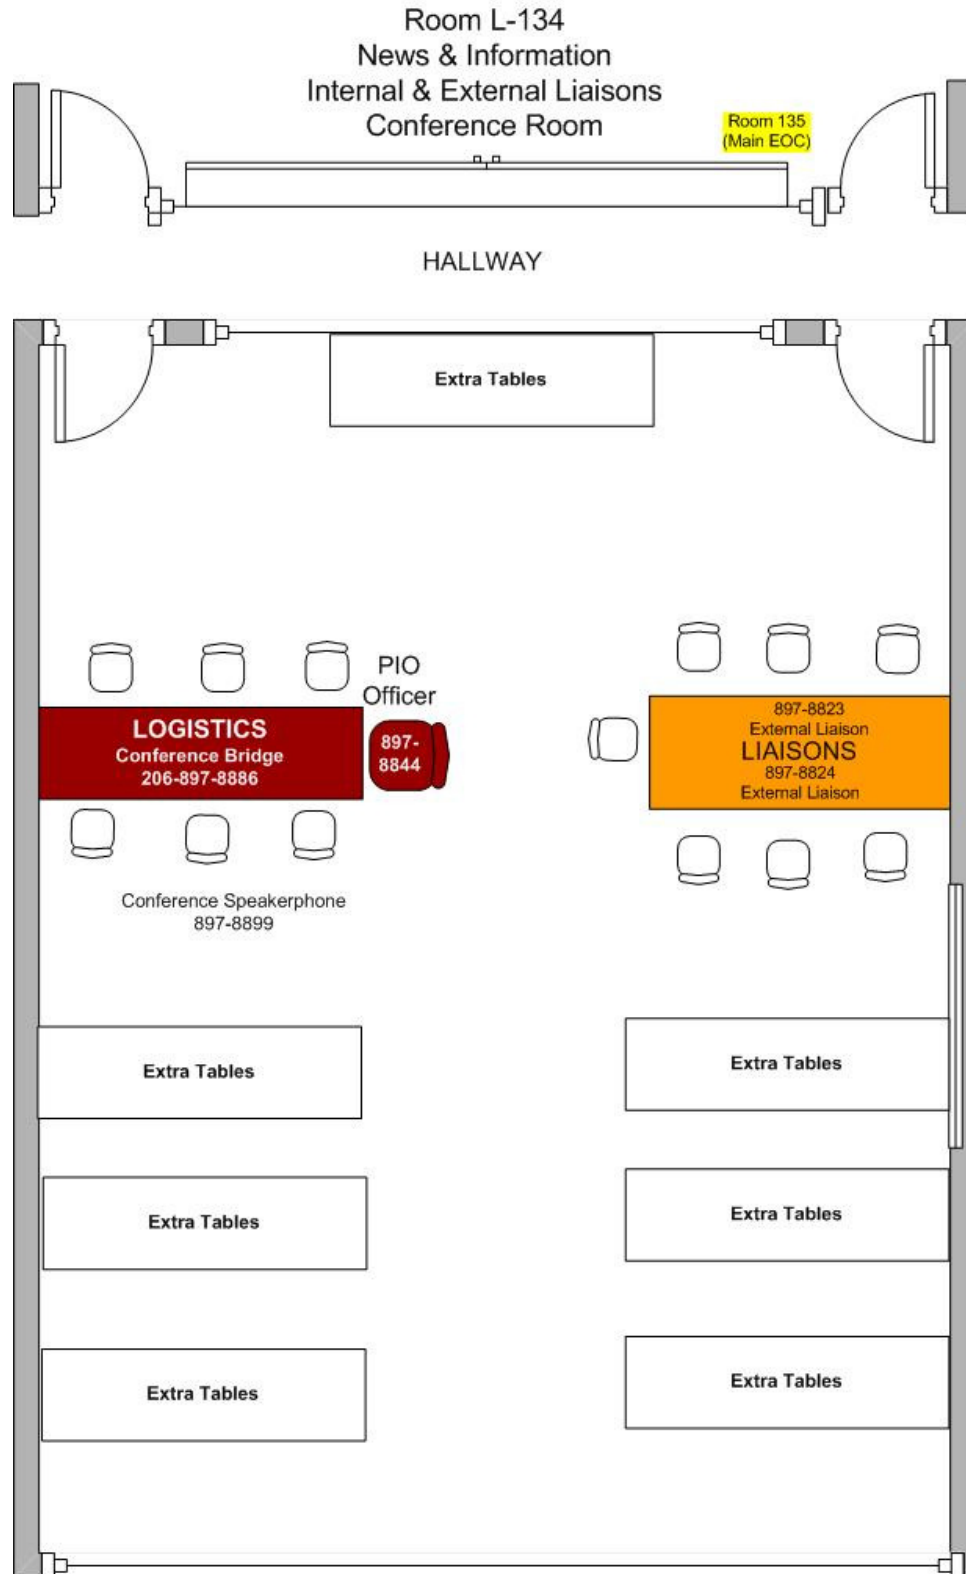 Room L-134
News & Information
Internal & External Liaisons
Conference Room
Room 135
(Main EOC)
HALLWAY
Extra Tables
PIO
Officer
LOGISTICS
Conference Bridge
206-897-8886
897-
8844
897-8823
External Liaison
LIAISONS
897-8824
External Liaison
Conference Speakerphone
897-8899
Extra Tables
Extra Tables
Extra Tables
Extra Tables
Extra Tables
Extra Tables